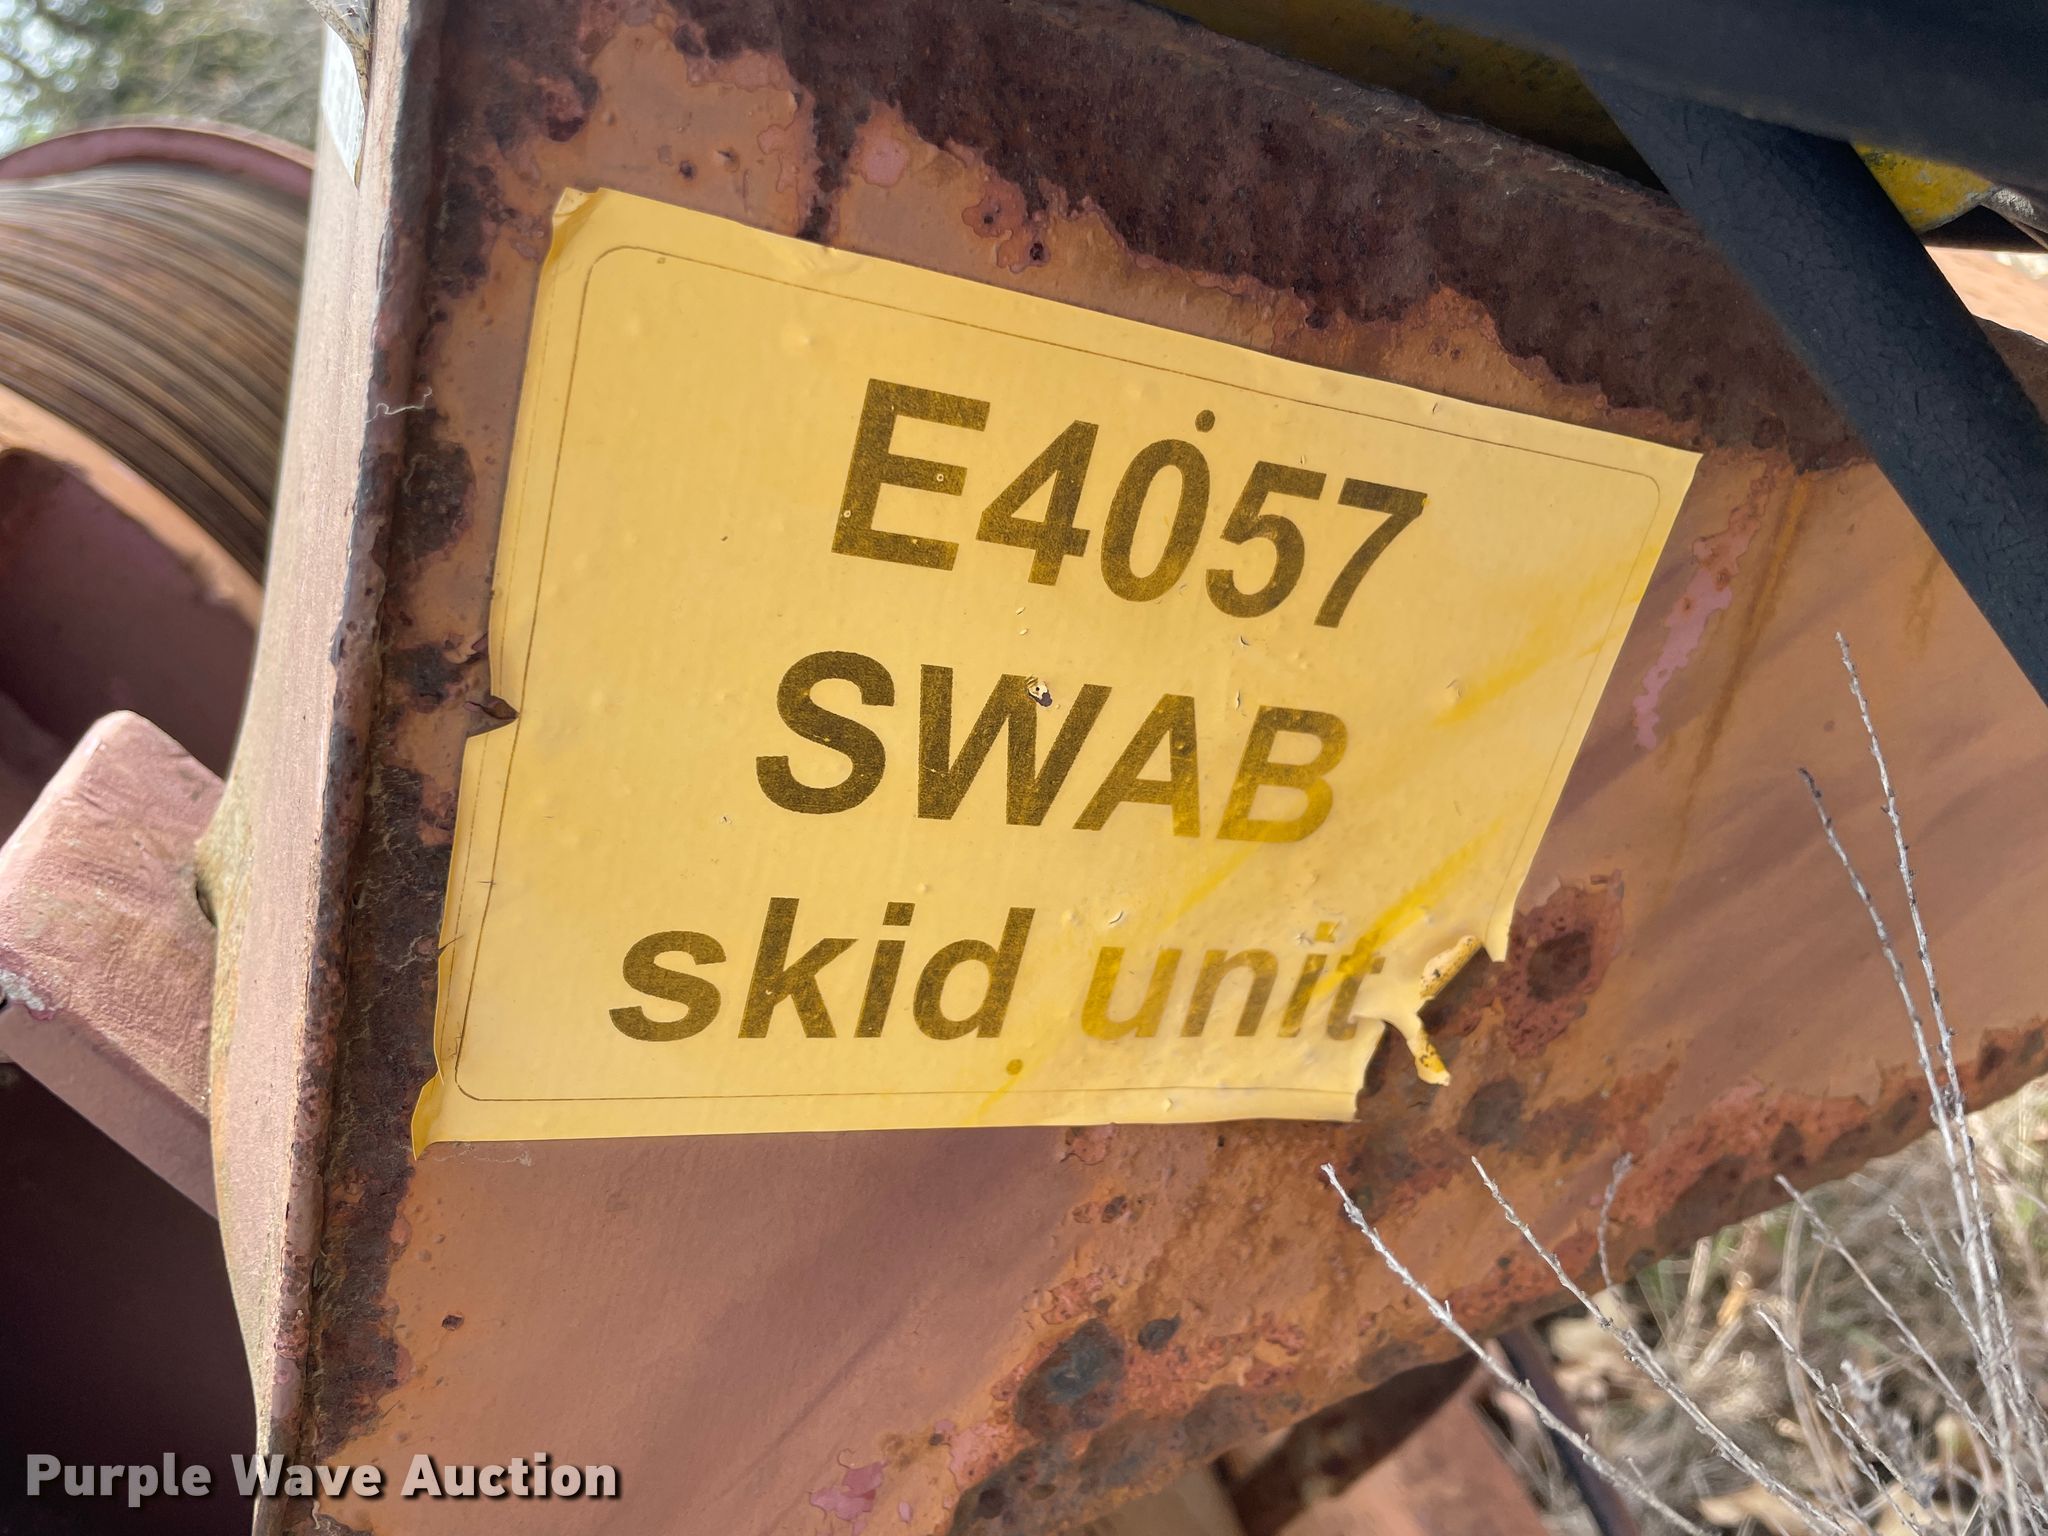 E4057
SWAB
skid unit
Purple Wave Auction